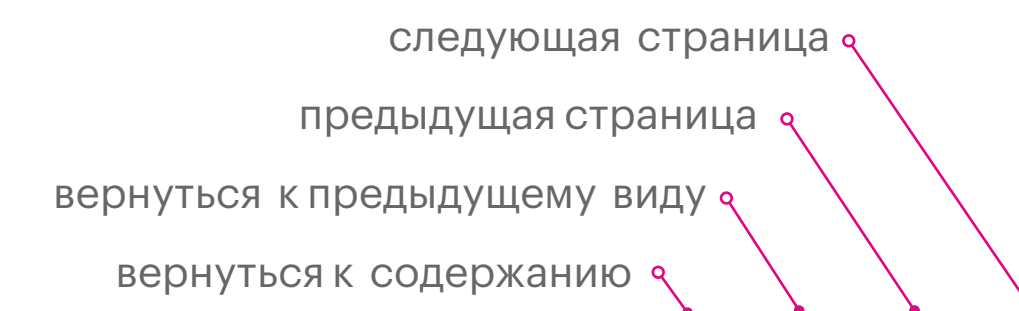 следующая страница
предыдущая страница
вернуться к предыдущему виду
вернуться к содержанию